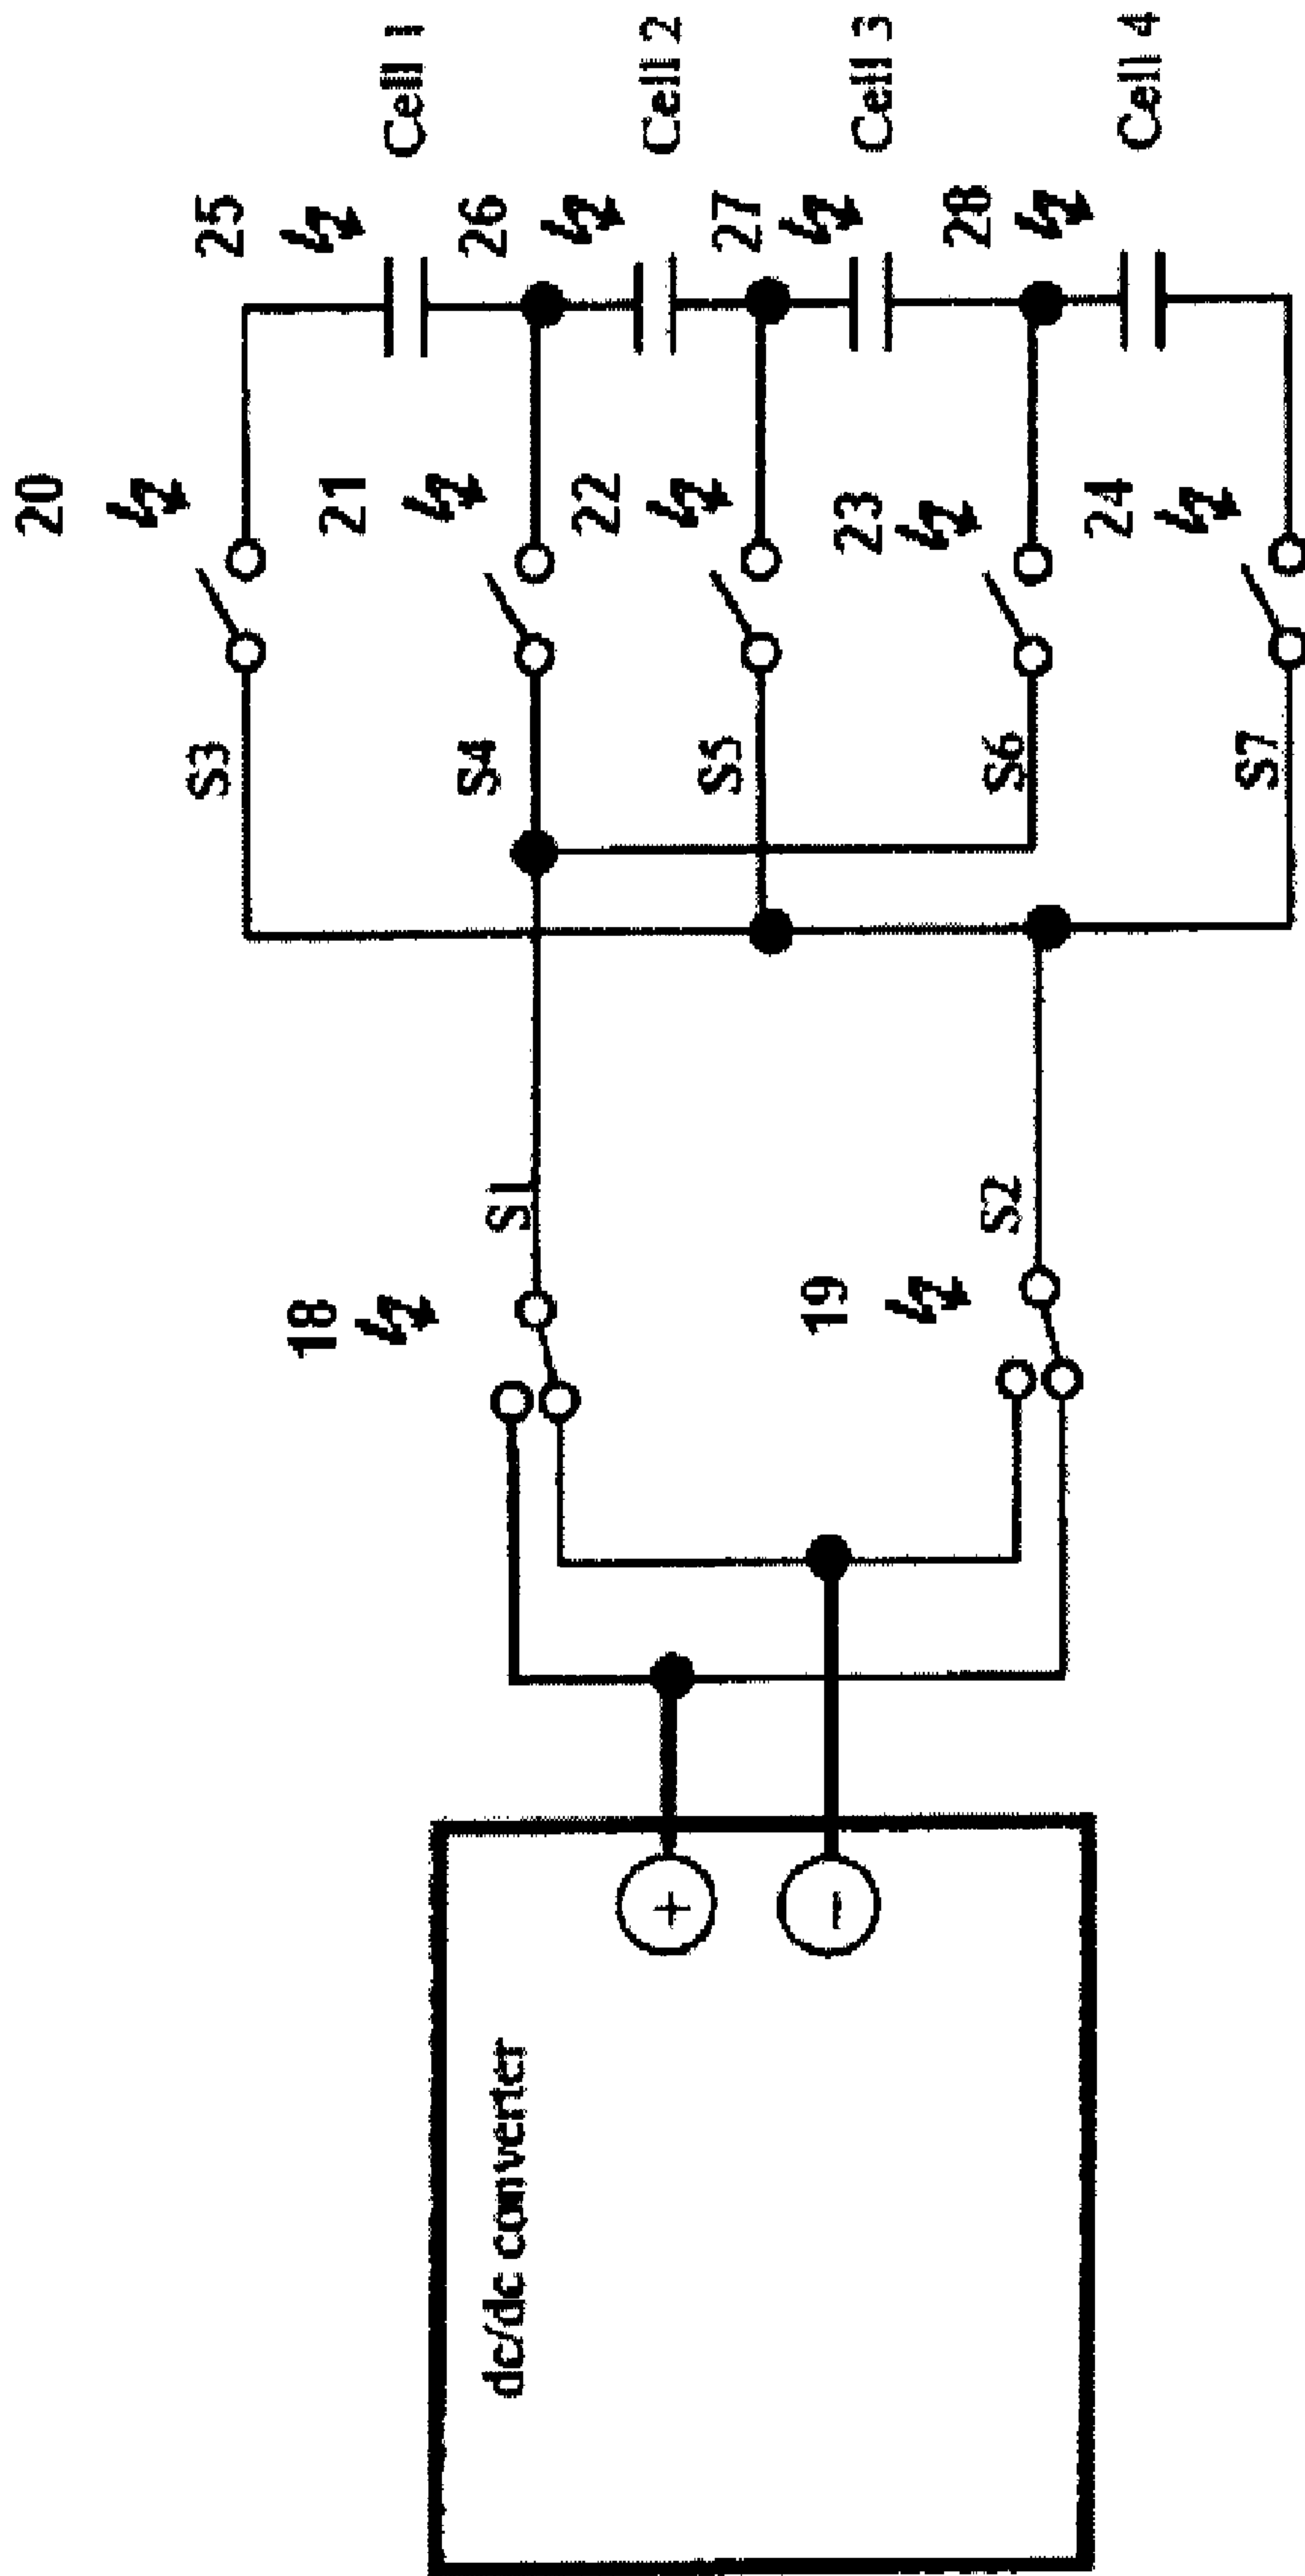 20
25
Cell 1
S3
21
26
Cell 2
18
S1
S4
22
27
Cell 3
S5
19
S2
23
28
Cell 4
S6
24
S7
dc/dc converter
+
−